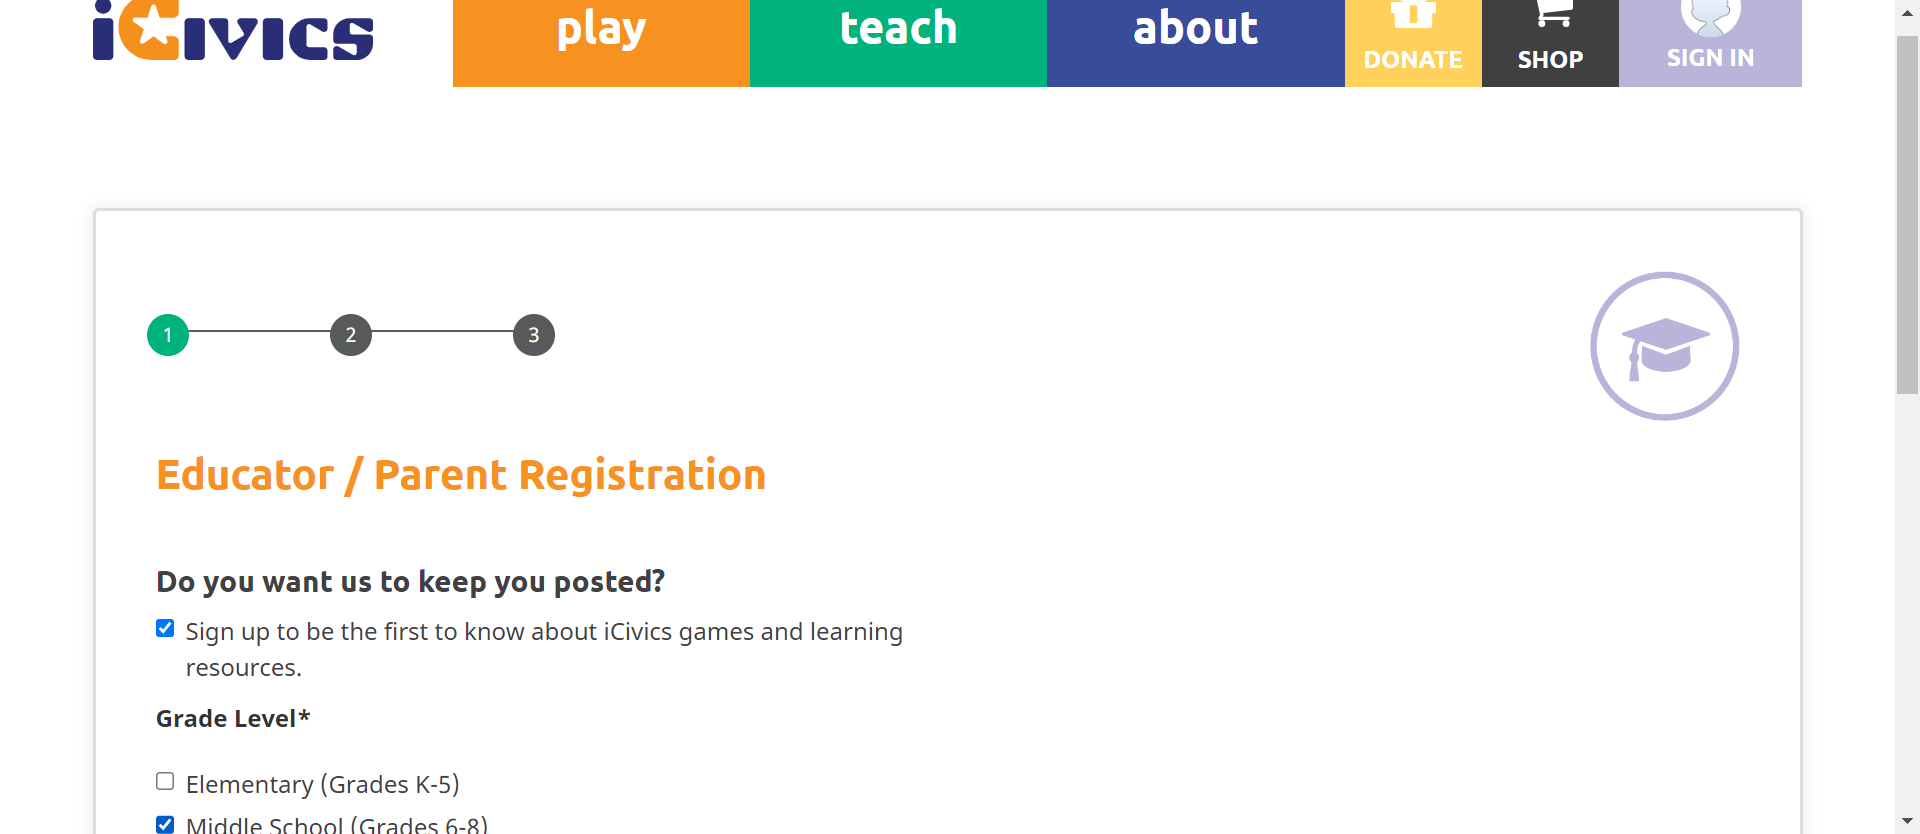 iCivics
play
teach
about
DONATE
SHOP
SIGN IN
1
2
3
Educator / Parent Registration
Do you want us to keep you posted?
Sign up to be the first to know about iCivics games and learning
resources.
Grade Level*
Elementary (Grades K-5)
Middle School (Grades 6-8)